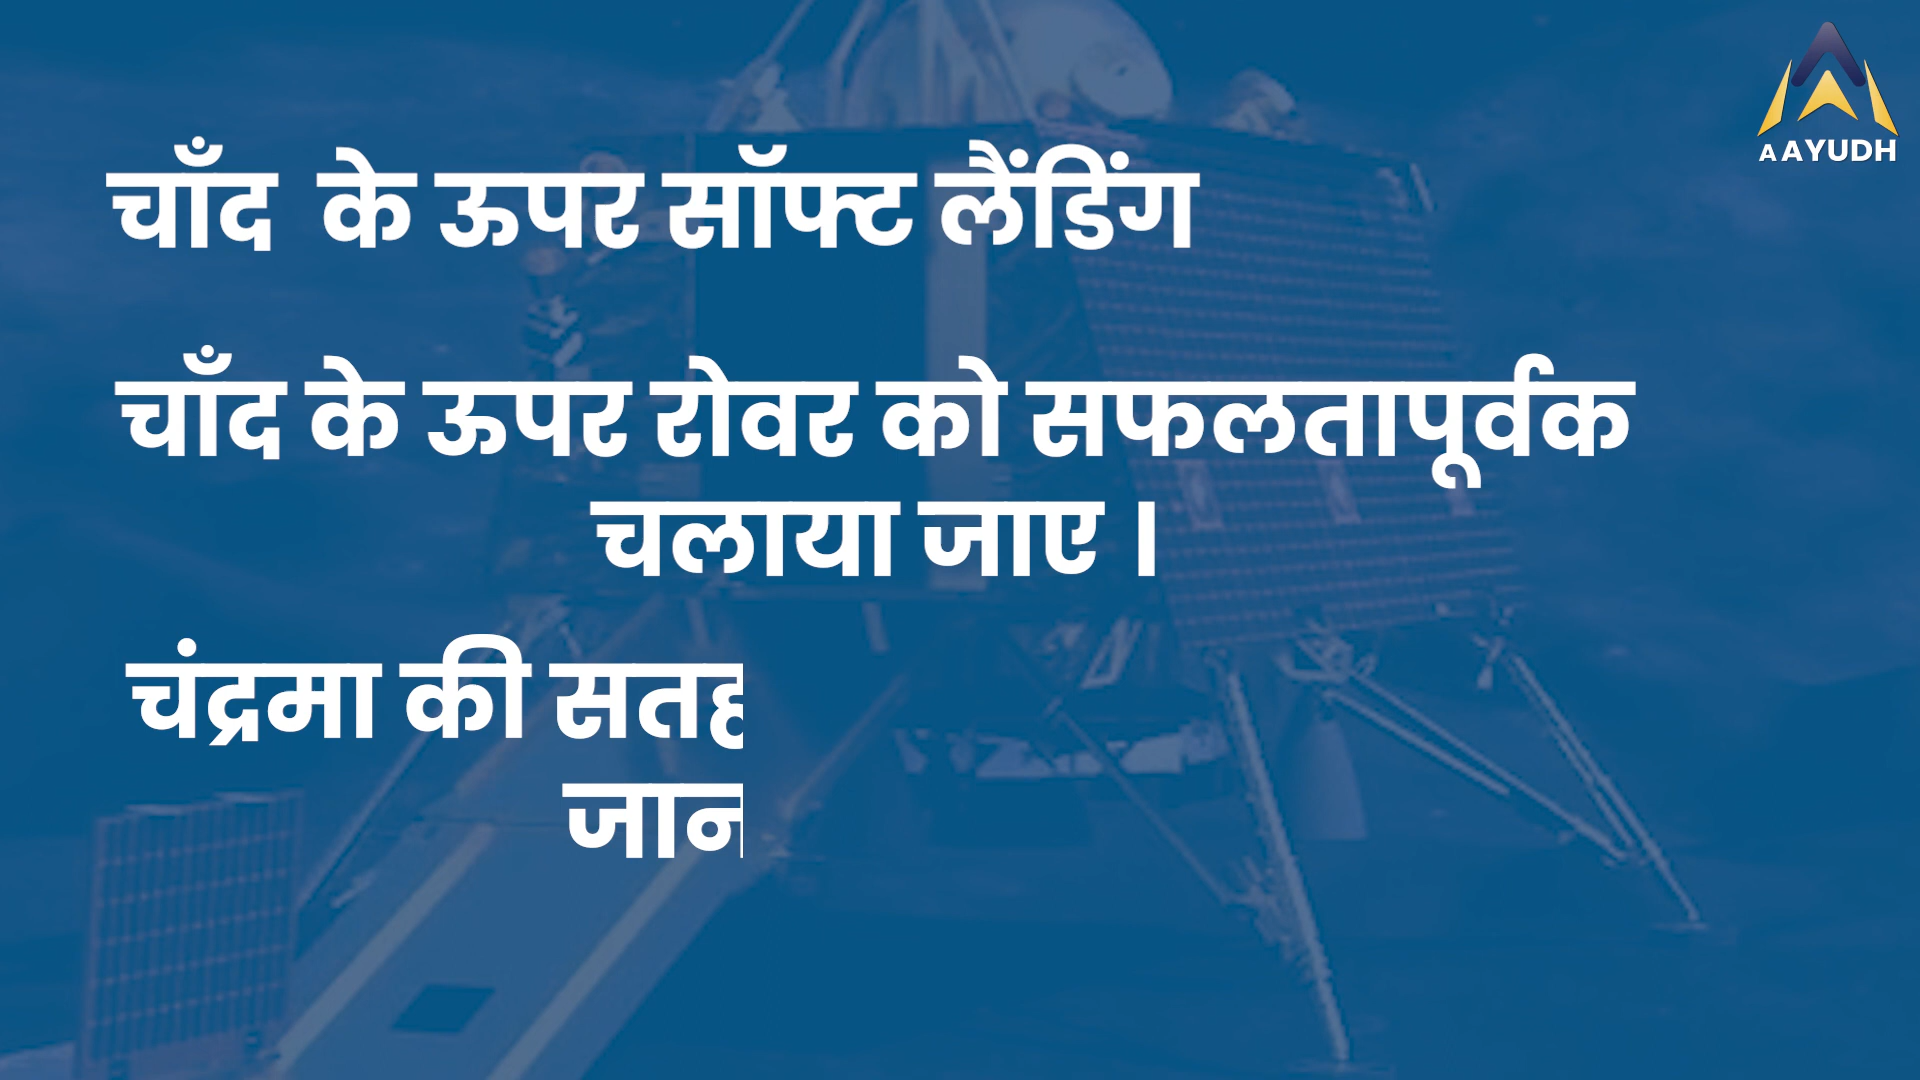 AAYUDH
चाँद के ऊपर सॉफ्ट लैंडिंग
चाँद के ऊपर रोवर को सफलतापूर्वक
चलाया जाए ।
चंद्रमा की सतह
जान